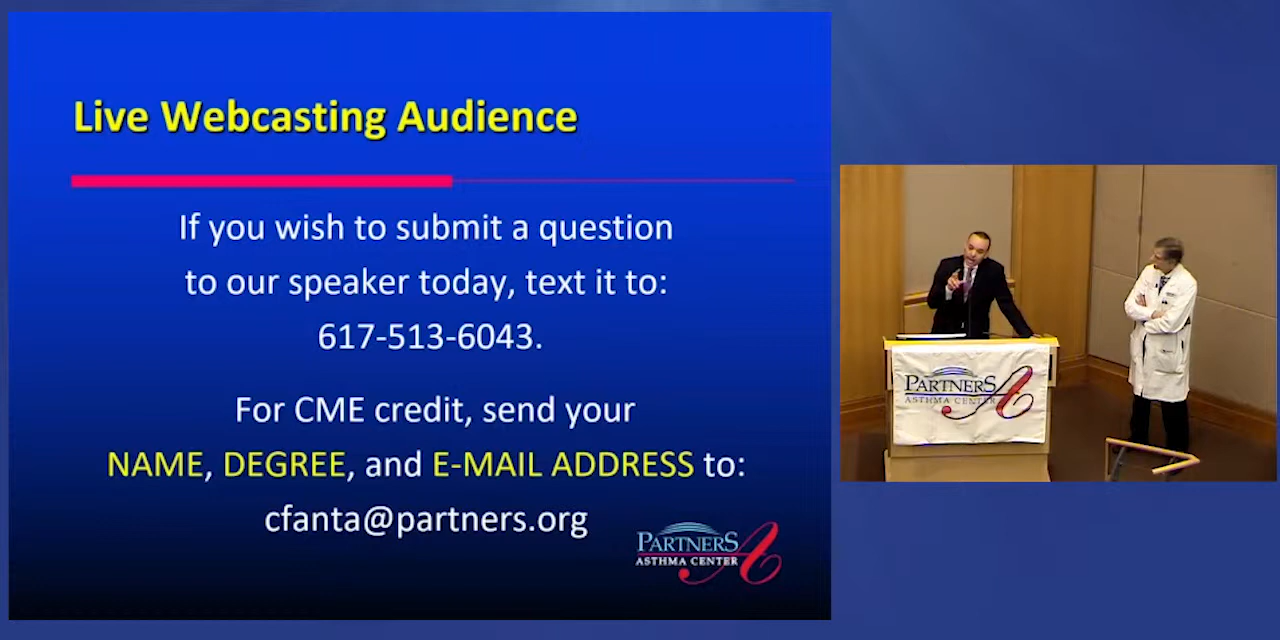 Live Webcasting Audience
If you wish to submit a question
to our speaker today, text it to:
617-513-6043.
For CME credit, send your
NAME, DEGREE, and E-MAIL ADDRESS to:
cfanta@partners.org
PARTNERS
ASTHMA CENTER
PARTNERS
ASTHMA CENTER